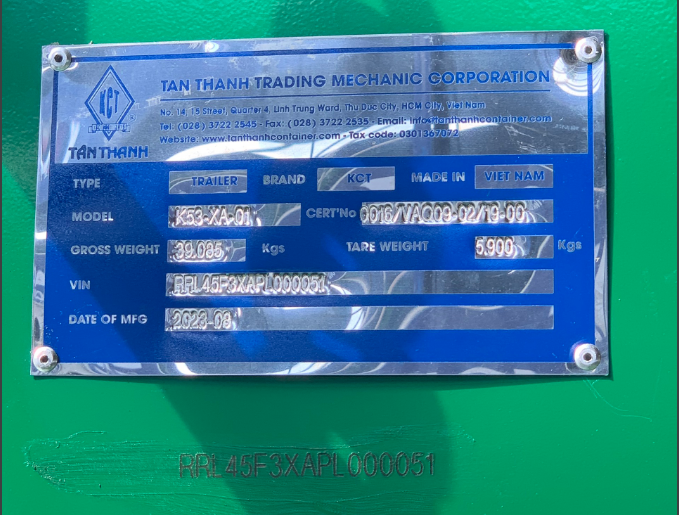 KCT
TÂN THANH
TAN THANH TRADING MECHANIC CORPORATION
No. 14, 15 Street, Quarter 4, Linh Trung Ward, Thu Duc City, HCM City, Viet Nam
Tel. (028) 3722 2545 - Fax: (028) 3722 2535 - Email: info@tanthanhcontainer.com
Website: www.tanthanhcontainer.com - Tax code: 0301367072
TYPE TRAILER BRAND KCT MADE IN VIET NAM
MODEL K53-XA-01 CERT'No 0016/VAQ09-02/19-00
GROSS WEIGHT 39.085 Kgs TARE WEIGHT 5.900 Kgs
VIN RRL45F3XAPL000051
DATE OF MFG 2023-08
RRL45F3XAPL000051